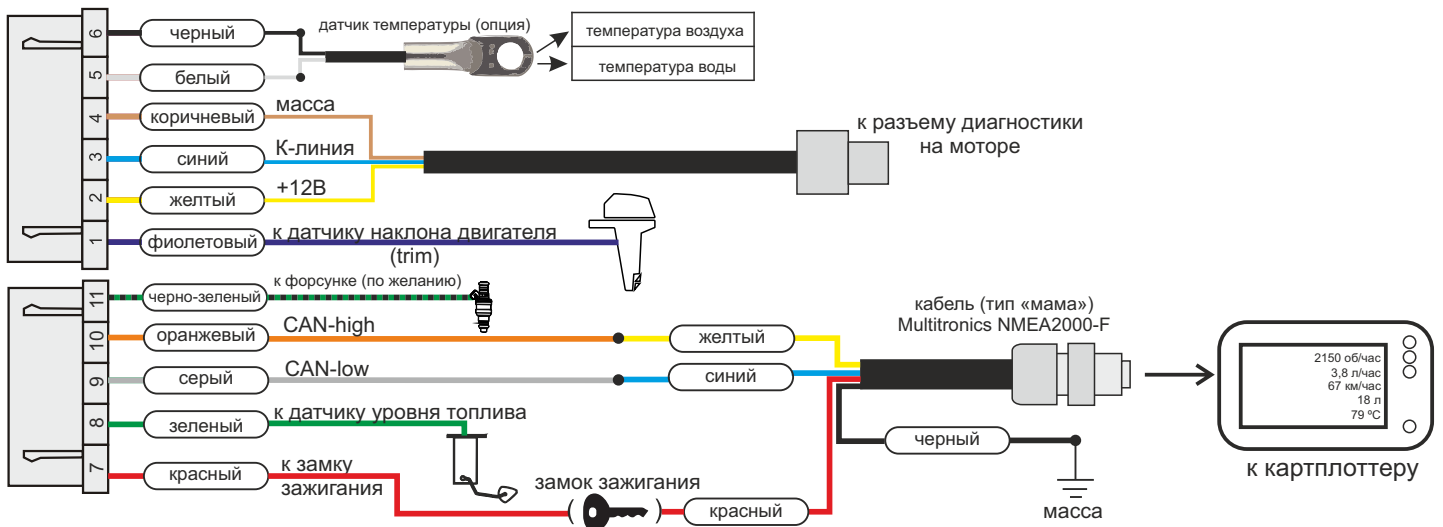 6
черный
датчик температуры (опция)
температура воздуха
температура воды
5
белый
4
коричневый
масса
3
синий
К-линия
2
желтый
+12В
к разъему диагностики
на моторе
1
фиолетовый
к датчику наклона двигателя
(trim)
11
черно-зеленый
к форсунке (по желанию)
10
оранжевый
CAN-high
желтый
9
серый
CAN-low
синий
кабель (тип «мама»)
Multitronics NMEA2000-F
2150 об/час
3,8 л/час
67 км/час
18 л
79 ºC
к картплоттеру
8
зеленый
к датчику уровня топлива
черный
масса
7
красный
к замку
зажигания
замок зажигания
( )
красный